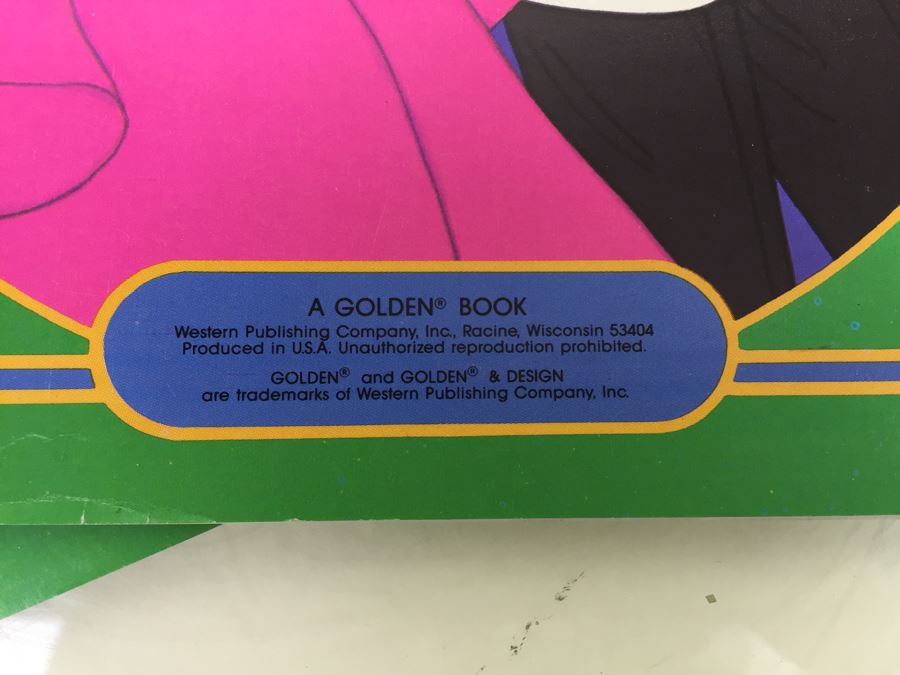 A GOLDEN® BOOK
Western Publishing Company, Inc., Racine, Wisconsin 53404
Produced in U.S.A. Unauthorized reproduction prohibited.
GOLDEN® and GOLDEN® & DESIGN
are trademarks of Western Publishing Company, Inc.